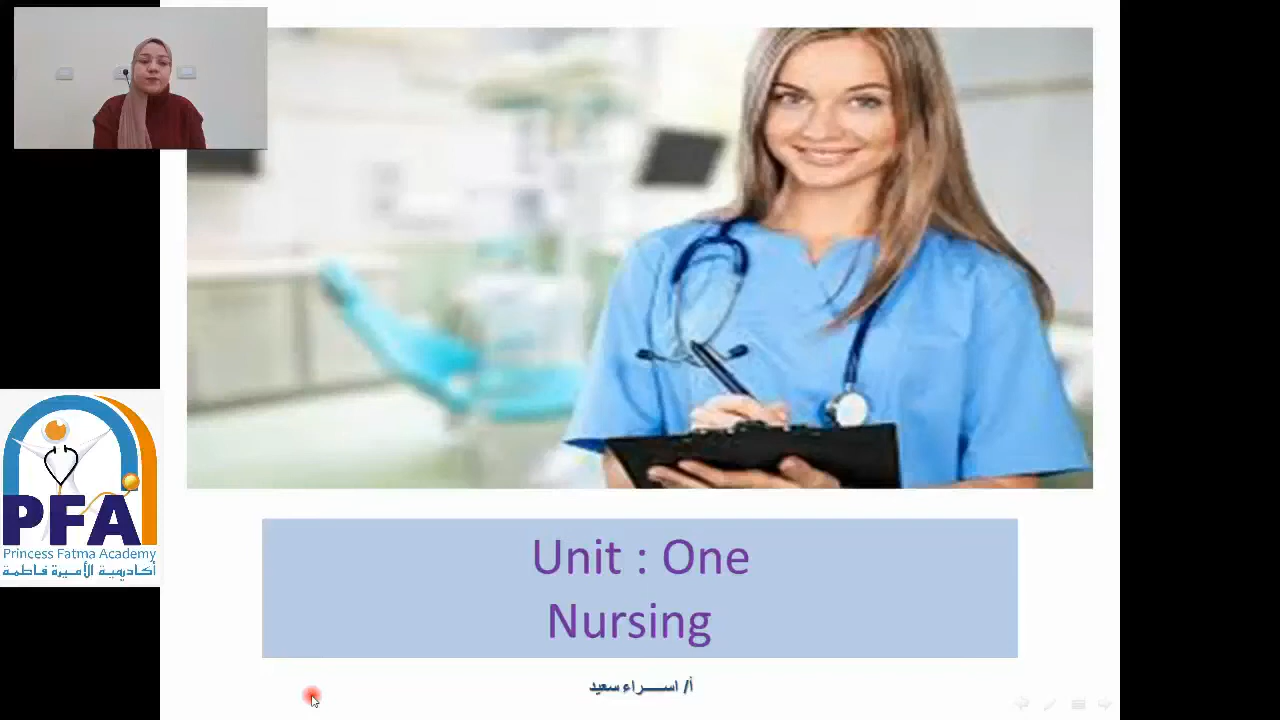 PFA
Princess Fatma Academy
أكاديمية الأميرة فاطمة
Unit : One
Nursing
أ/ اســـراء سعيد